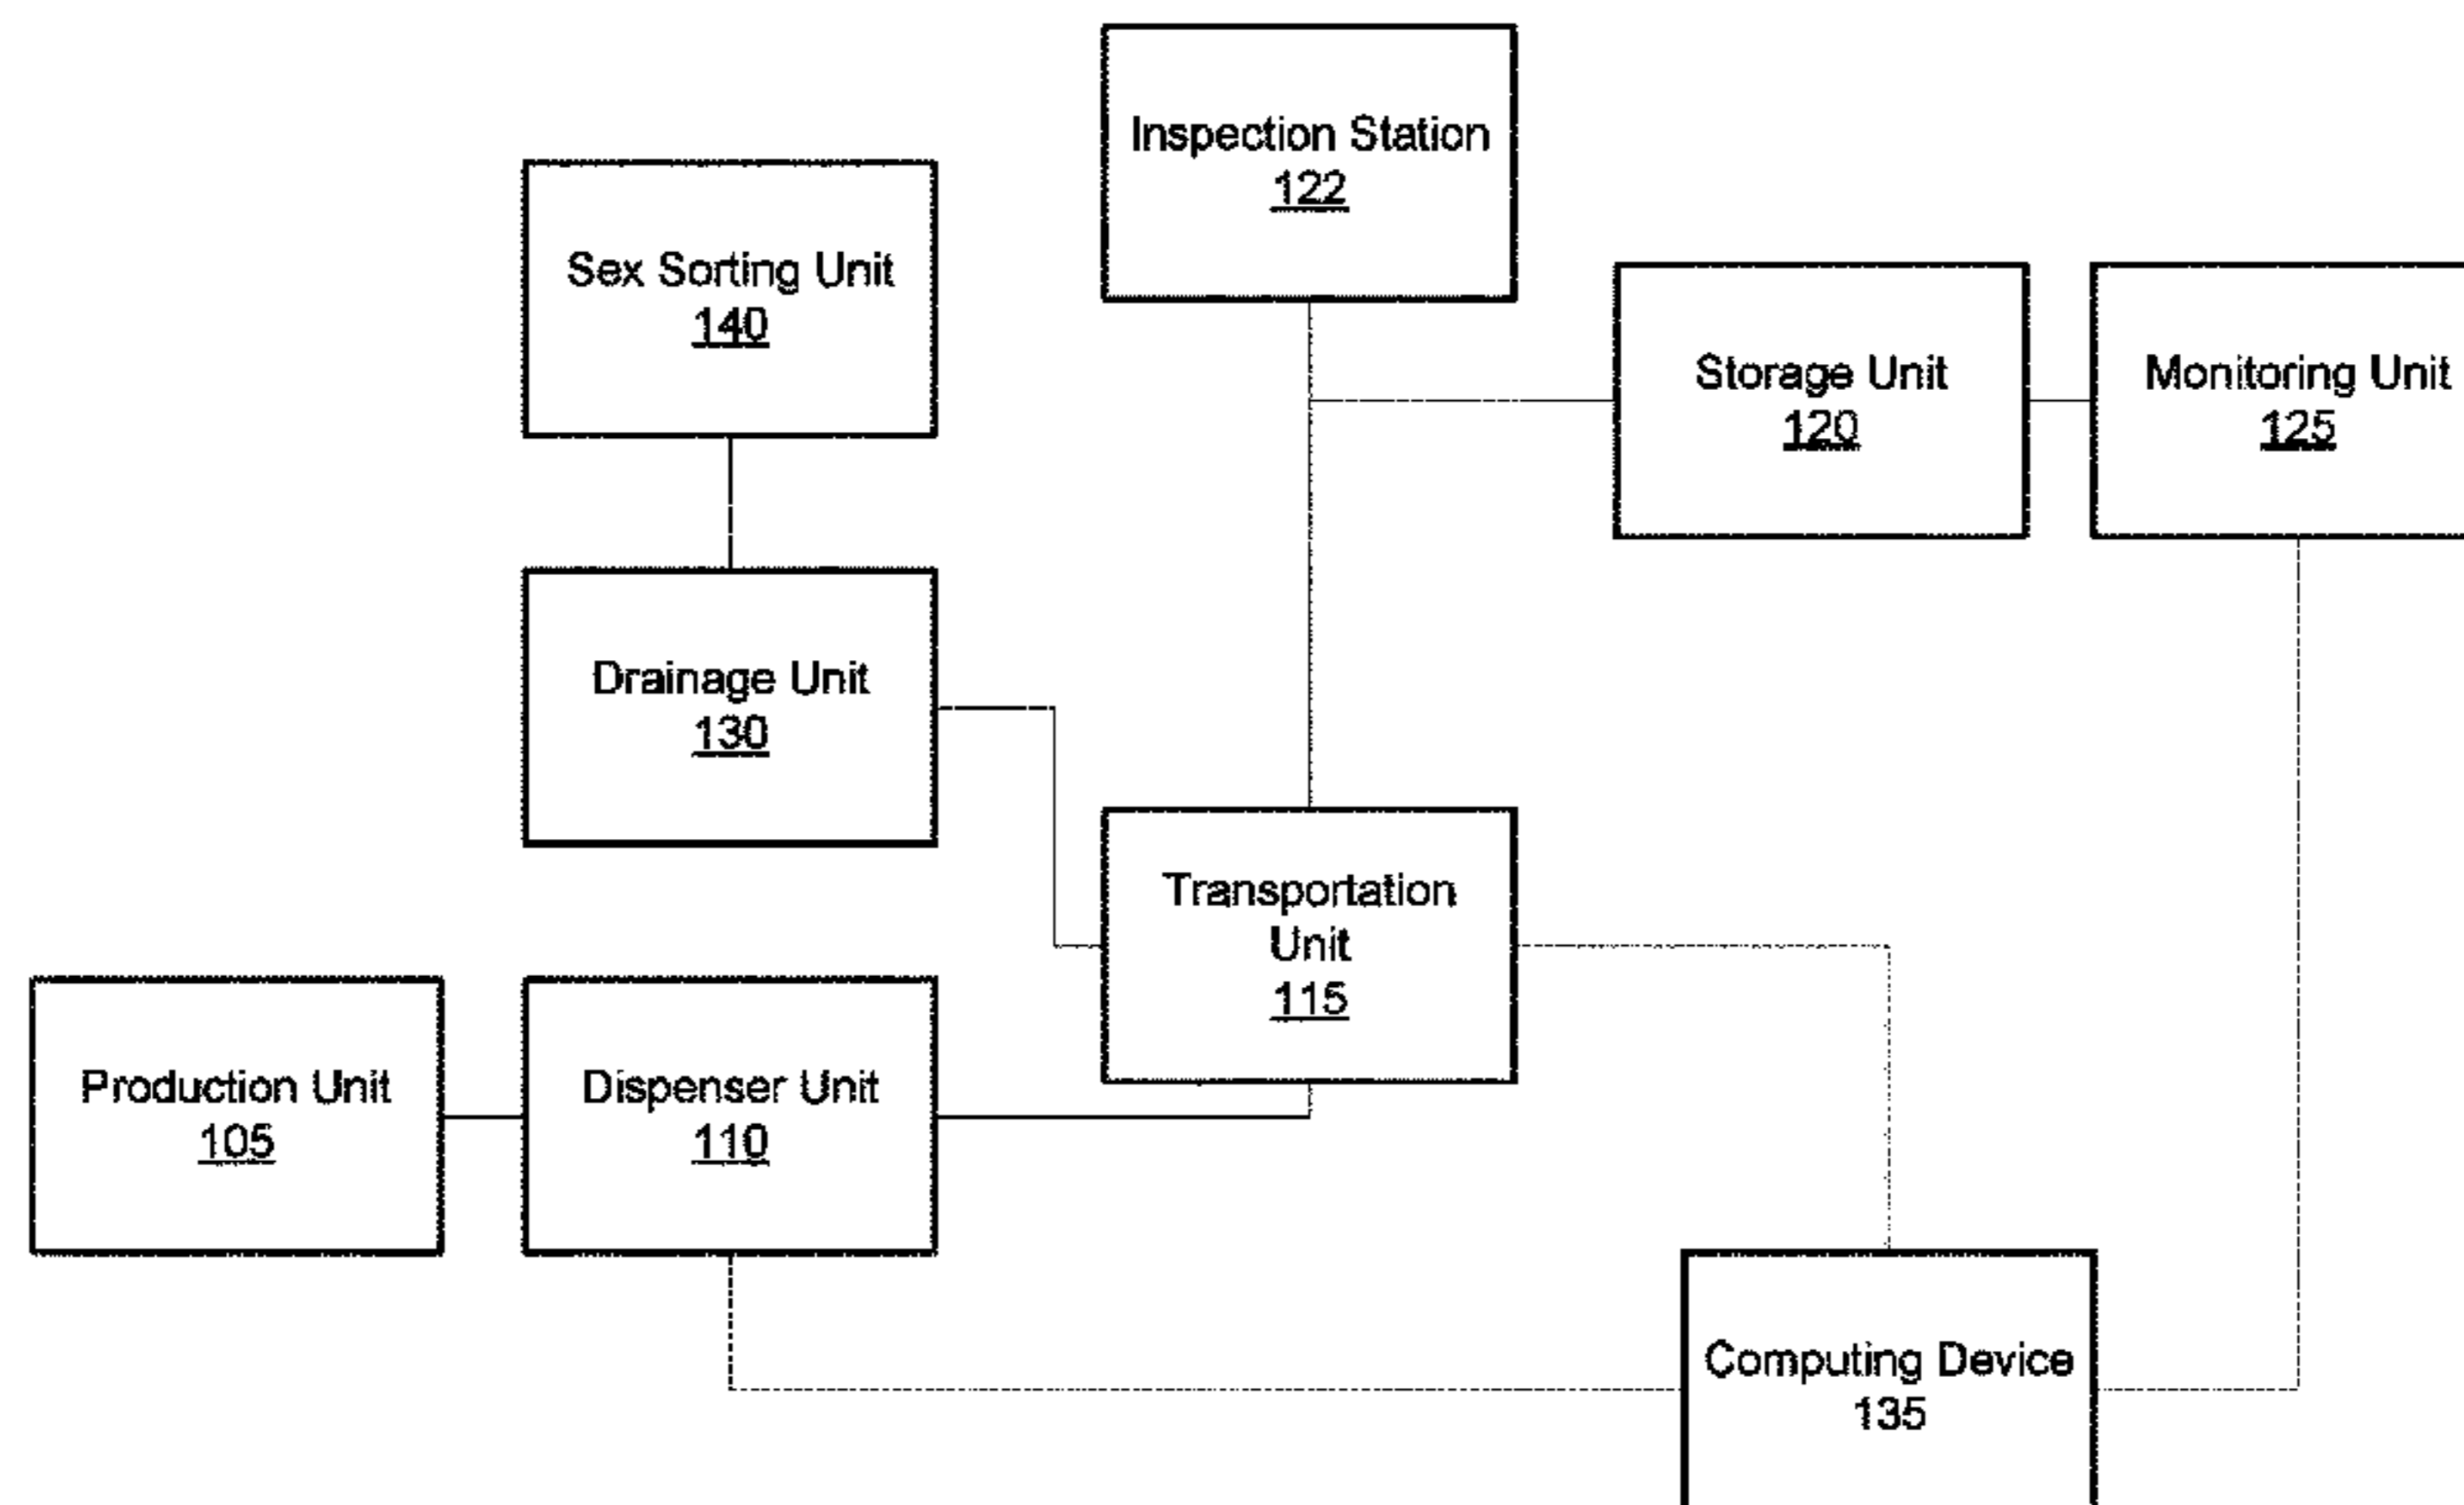 Inspection Station
122
Sex Sorting Unit
140
Storage Unit
120
Monitoring Unit
125
Drainage Unit
130
Transportation
Unit
115
Production Unit
105
Dispenser Unit
110
Computing Device
135